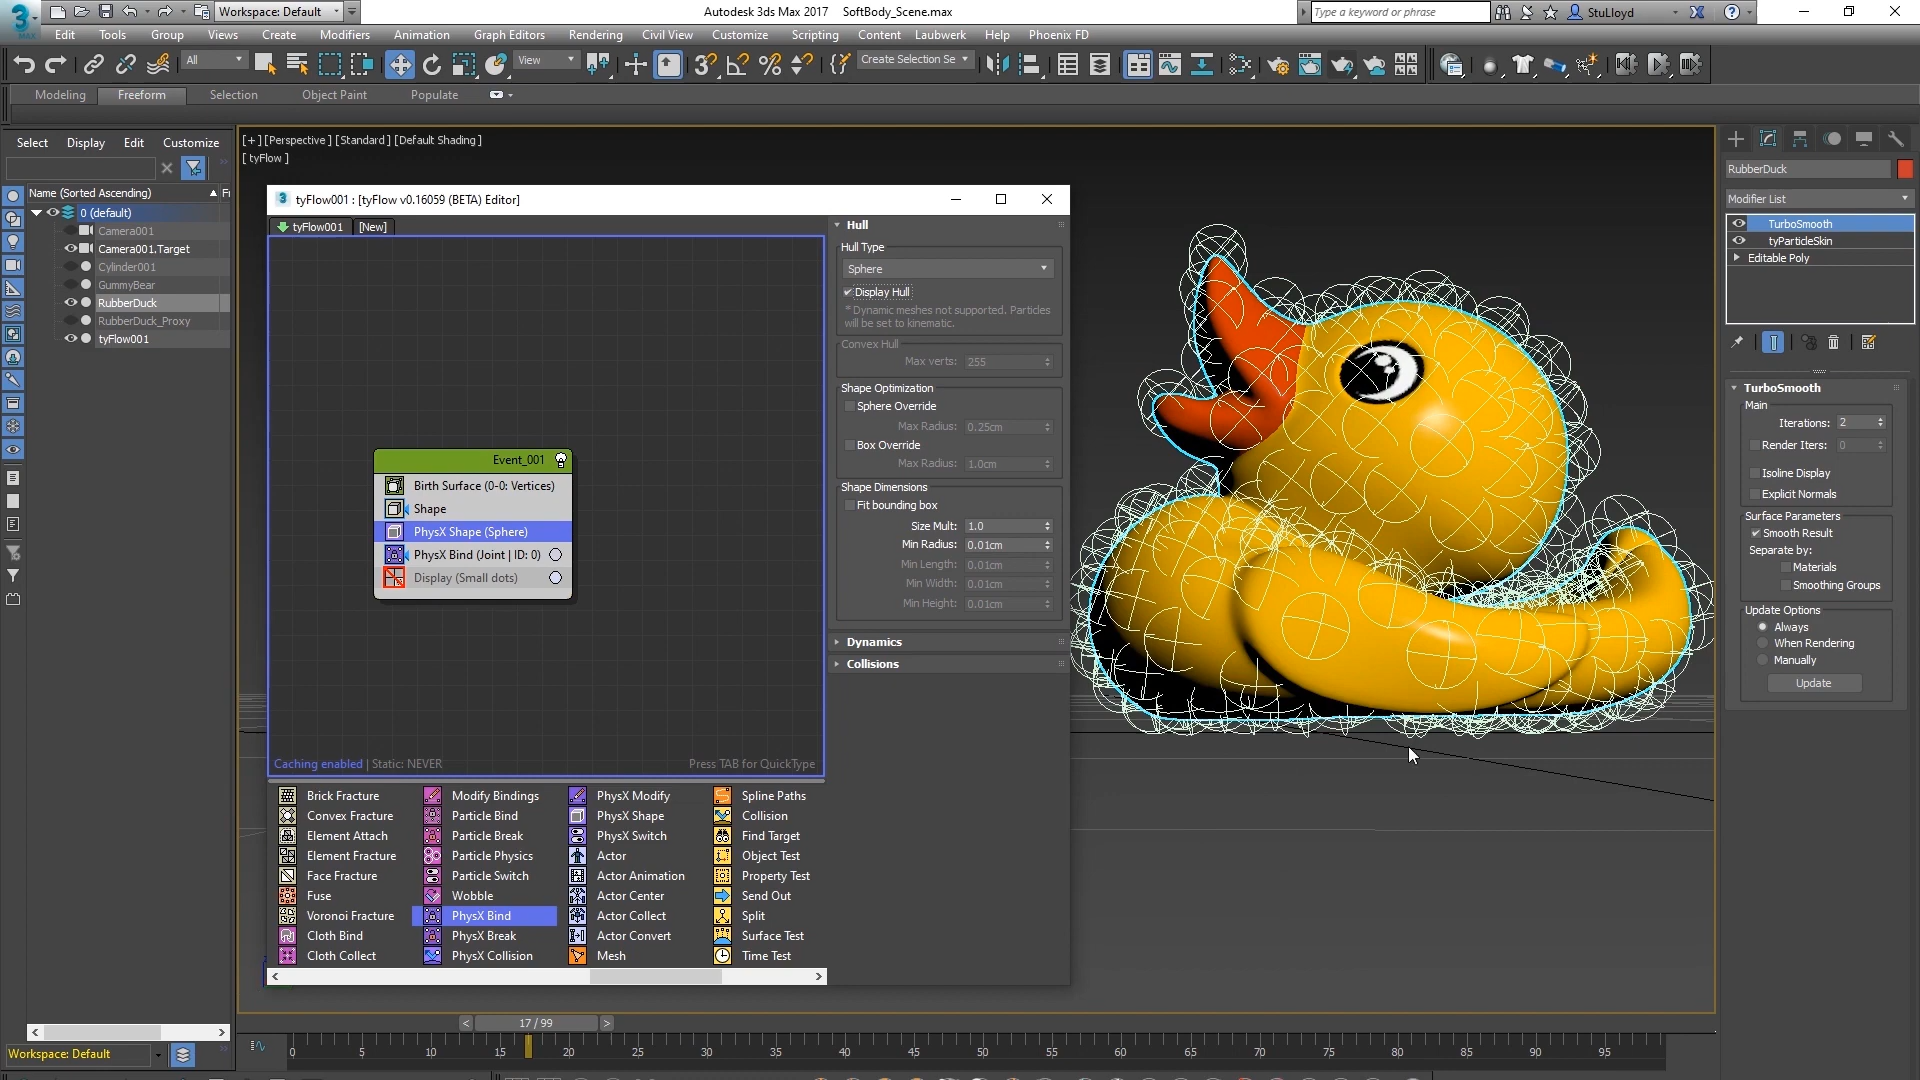 Workspace: Default
Autodesk 3ds Max 2017    SoftBody_Scene.max
Type a keyword or phrase
StuLloyd
MAX
Edit Tools Group Views Create Modifiers Animation Graph Editors Rendering Civil View Customize Scripting Content Laubwerk Help Phoenix FD
All
View
Create Selection Se
Modeling Freeform Selection Object Paint Populate
Select Display Edit Customize
Name (Sorted Ascending)
0 (default)
Camera001
Camera001.Target
Cylinder001
GummyBear
RubberDuck
RubberDuck_Proxy
tyFlow001
[+] [Perspective ] [Standard ] [Default Shading ]
[ tyFlow ]
tyFlow001 : [tyFlow v0.16059 (BETA) Editor]
tyFlow001 [New]
Event_001
Birth Surface (0-0: Vertices)
Shape
PhysX Shape (Sphere)
PhysX Bind (Joint | ID: 0)
Display (Small dots)
Caching enabled | Static: NEVER
Press TAB for QuickType
Hull
Hull Type
Sphere
Display Hull
* Dynamic meshes not supported. Particles
will be set to kinematic.
Convex Hull
Max verts: 255
Shape Optimization
Sphere Override
Max Radius: 0.25cm
Box Override
Max Radius: 1.0cm
Shape Dimensions
Fit bounding box
Size Mult: 1.0
Min Radius: 0.01cm
Min Length: 0.01cm
Min Width: 0.01cm
Min Height: 0.01cm
Dynamics
Collisions
Brick Fracture Modify Bindings PhysX Modify Spline Paths
Convex Fracture Particle Bind PhysX Shape Collision
Element Attach Particle Break PhysX Switch Find Target
Element Fracture Particle Physics Actor Object Test
Face Fracture Particle Switch Actor Animation Property Test
Fuse Wobble Actor Center Send Out
Voronoi Fracture PhysX Bind Actor Collect Split
Cloth Bind PhysX Break Actor Convert Surface Test
Cloth Collect PhysX Collision Mesh Time Test
RubberDuck
Modifier List
TurboSmooth
tyParticleSkin
Editable Poly
TurboSmooth
Main
Iterations: 2
Render Iters: 0
Isoline Display
Explicit Normals
Surface Parameters
Smooth Result
Separate by:
Materials
Smoothing Groups
Update Options
Always
When Rendering
Manually
Update
< 17 / 99 >
0 5 10 15 20 25 30 35 40 45 50 55 60 65 70 75 80 85 90 95
Workspace: Default